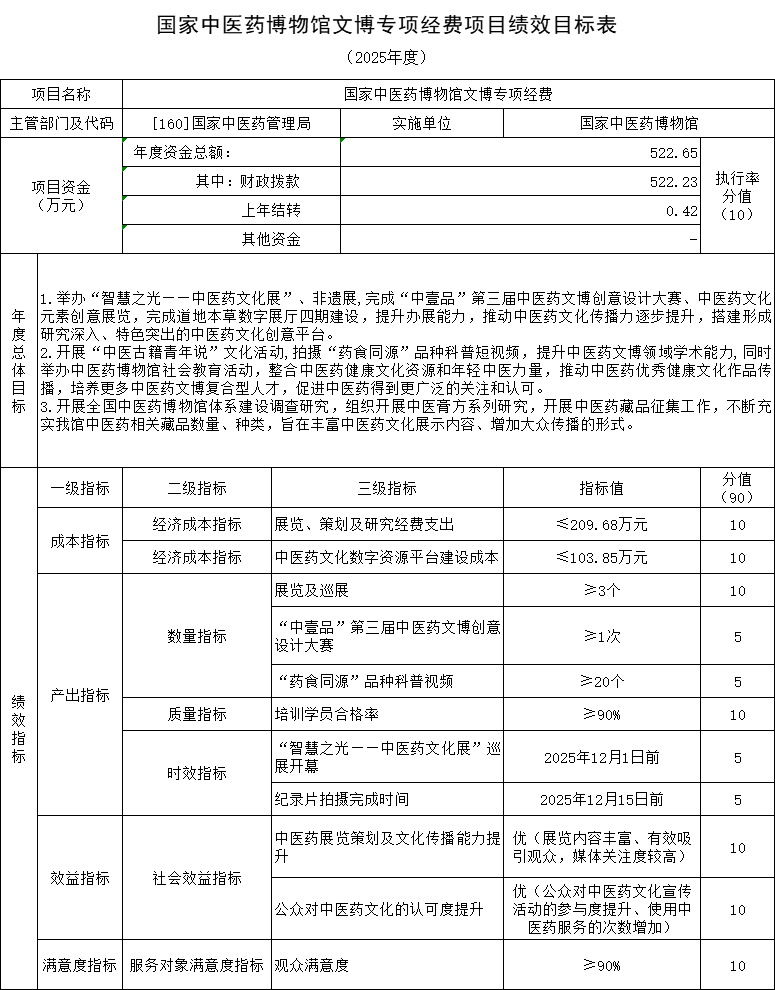 国家中医药博物馆文博专项经费项目绩效目标表
（2025年度）
项目名称
国家中医药博物馆文博专项经费
主管部门及代码
[160]国家中医药管理局
实施单位
国家中医药博物馆
项目资金
（万元）
年度资金总额：
522.65
执行率
分值
（10）
其中：财政拨款
522.23
上年结转
0.42
其他资金
-
年度总体目标
1.举办“智慧之光——中医药文化展”、非遗展,完成“中壹品”第三届中医药文博创意设计大赛、中医药文化
元素创意展览，完成道地本草数字展厅四期建设，提升办展能力，推动中医药文化传播力逐步提升，搭建形成
研究深入、特色突出的中医药文化创意平台。
2.开展“中医古籍青年说”文化活动,拍摄“药食同源”品种科普短视频，提升中医药文博领域学术能力,同时
举办中医药博物馆社会教育活动，整合中医药健康文化资源和年轻中医力量，推动中医药优秀健康文化作品传
播，培养更多中医药文博复合型人才，促进中医药得到更广泛的关注和认可。
3.开展全国中医药博物馆体系建设调查研究，组织开展中医膏方系列研究，开展中医药藏品征集工作，不断充
实我馆中医药相关藏品数量、种类，旨在丰富中医药文化展示内容、增加大众传播的形式。
绩效指标
一级指标
二级指标
三级指标
指标值
分值
（90）
成本指标
经济成本指标
展览、策划及研究经费支出
≤209.68万元
10
经济成本指标
中医药文化数字资源平台建设成本
≤103.85万元
10
产出指标
数量指标
展览及巡展
≥3个
10
“中壹品”第三届中医药文博创意
设计大赛
≥1次
5
“药食同源”品种科普视频
≥20个
5
质量指标
培训学员合格率
≥90%
10
时效指标
“智慧之光——中医药文化展”巡
展开幕
2025年12月1日前
5
纪录片拍摄完成时间
2025年12月15日前
5
效益指标
社会效益指标
中医药展览策划及文化传播能力提
升
优（展览内容丰富、有效吸
引观众，媒体关注度较高）
10
公众对中医药文化的认可度提升
优（公众对中医药文化宣传
活动的参与度提升、使用中
医药服务的次数增加）
10
满意度指标
服务对象满意度指标
观众满意度
≥90%
10